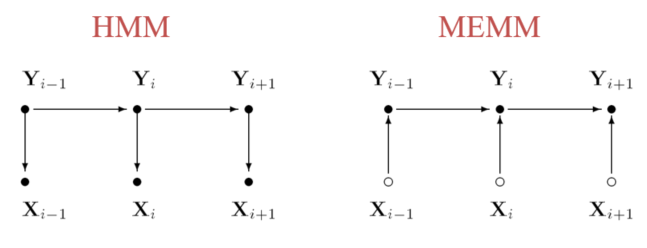 HMM MEMM
Y_{i-1} Y_i Y_{i+1} Y_{i-1} Y_i Y_{i+1}
X_{i-1} X_i X_{i+1} X_{i-1} X_i X_{i+1}